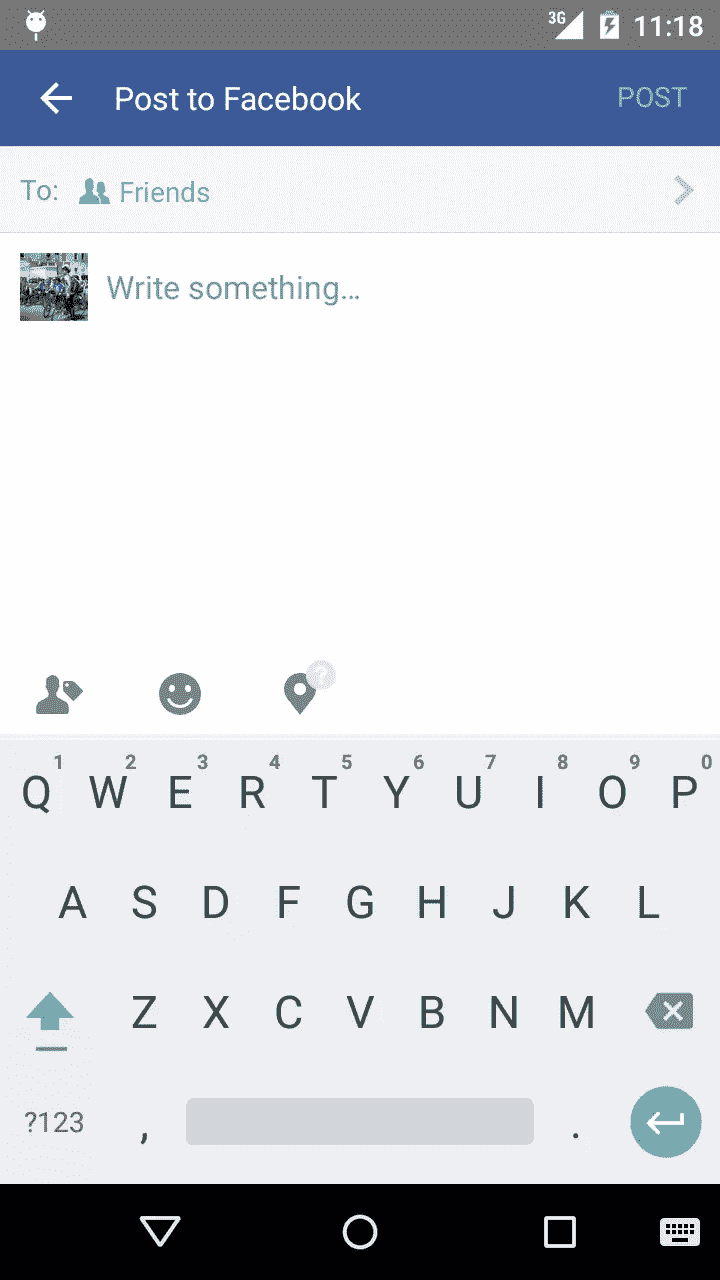 3G 11:18
Post to Facebook POST
To: Friends
Write something...
?
1 2 3 4 5 6 7 8 9 0
Q W E R T Y U I O P
A S D F G H J K L
Z X C V B N M
?123 , .